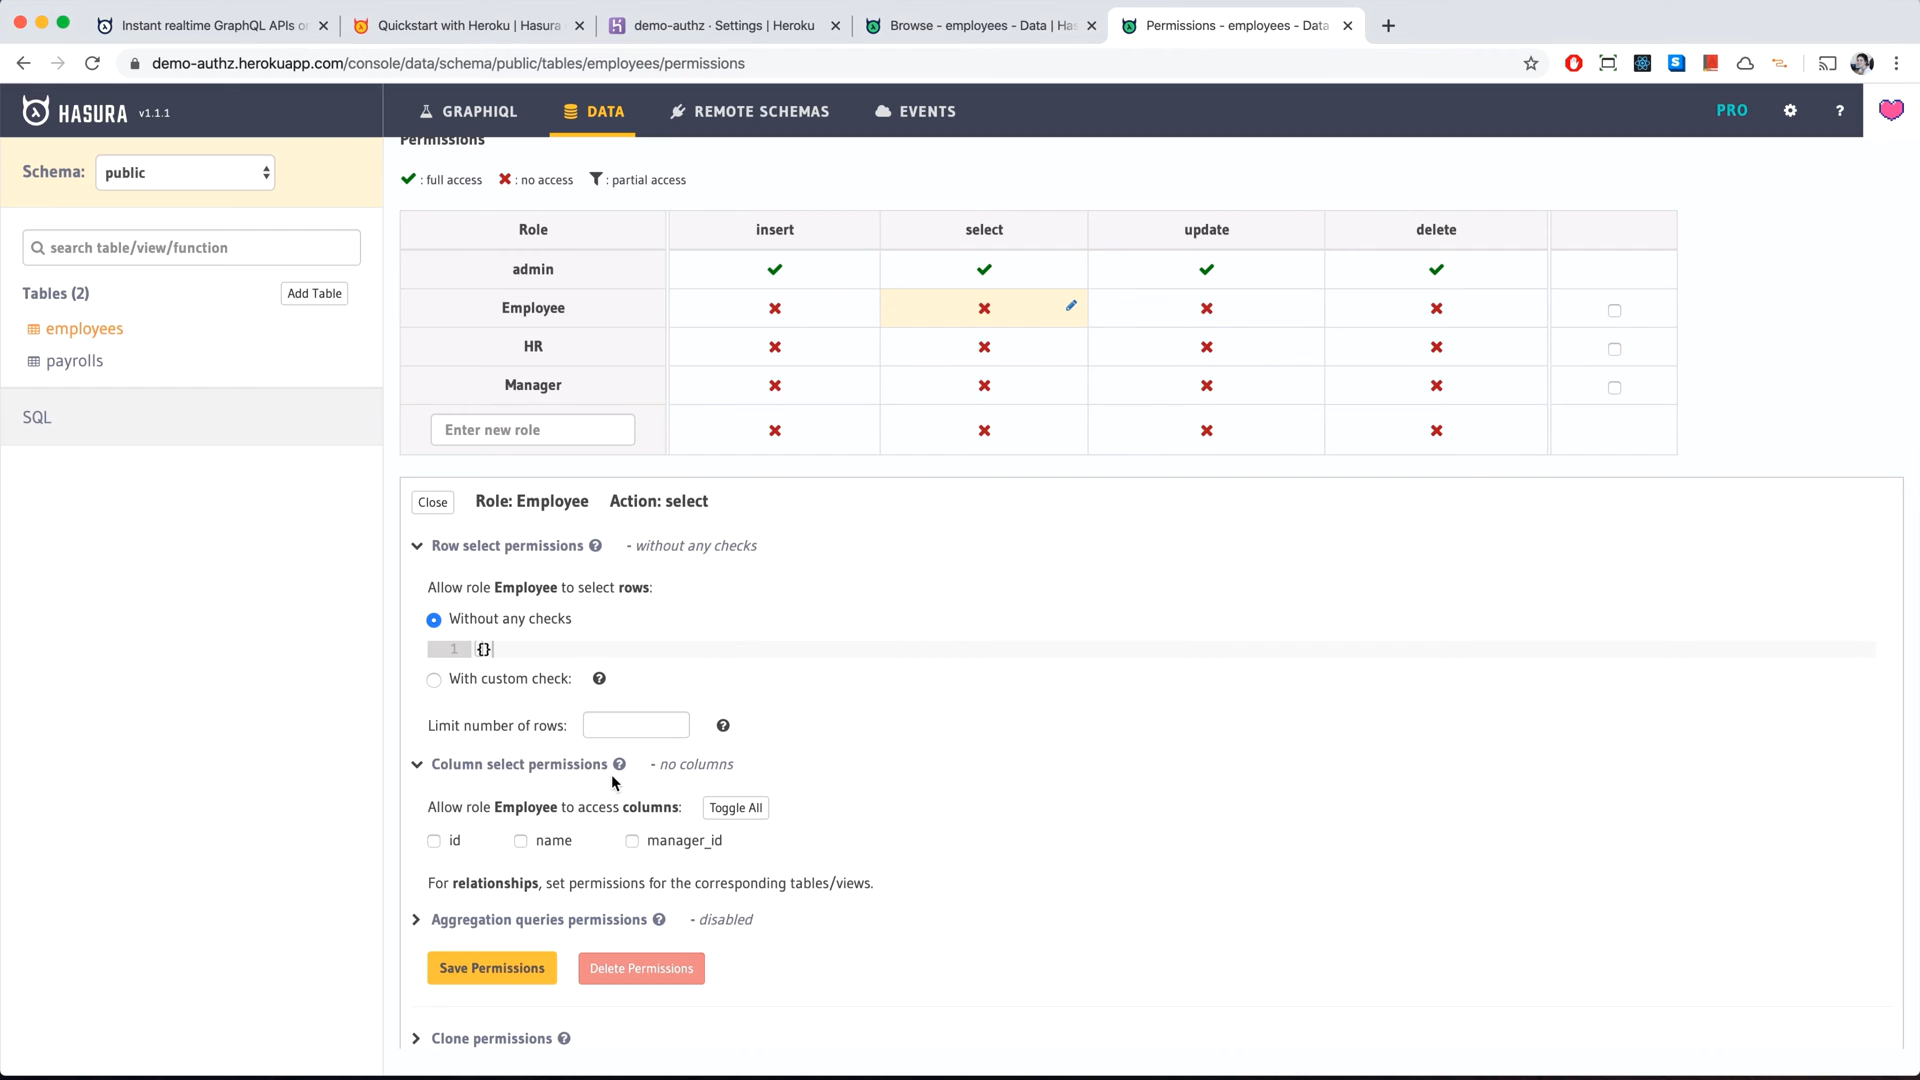 Instant realtime GraphQL APIs o
Quickstart with Heroku | Hasura
demo-authz · Settings | Heroku
Browse - employees - Data | Has
Permissions - employees - Data
demo-authz.herokuapp.com/console/data/schema/public/tables/employees/permissions
HASURA v1.1.1
GRAPHIQL
DATA
REMOTE SCHEMAS
EVENTS
PRO
?
Schema: public
search table/view/function
Tables (2)
Add Table
employees
payrolls
SQL
Permissions
: full access : no access : partial access
Role insert select update delete
admin
Employee
HR
Manager
Enter new role
Close Role: Employee Action: select
Row select permissions ? - without any checks
Allow role Employee to select rows:
Without any checks
1 {}
With custom check: ?
Limit number of rows: ?
Column select permissions ? - no columns
Allow role Employee to access columns: Toggle All
id name manager_id
For relationships, set permissions for the corresponding tables/views.
Aggregation queries permissions ? - disabled
Save Permissions Delete Permissions
Clone permissions ?